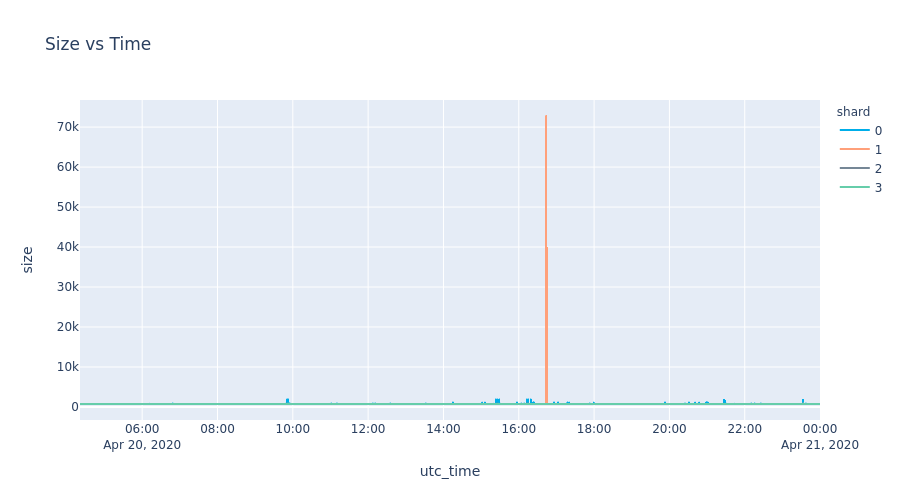 Size vs Time
shard
0
1
2
3
70k
60k
50k
40k
30k
20k
10k
0
size
06:00
08:00
10:00
12:00
14:00
16:00
18:00
20:00
22:00
00:00
Apr 20, 2020
Apr 21, 2020
utc_time